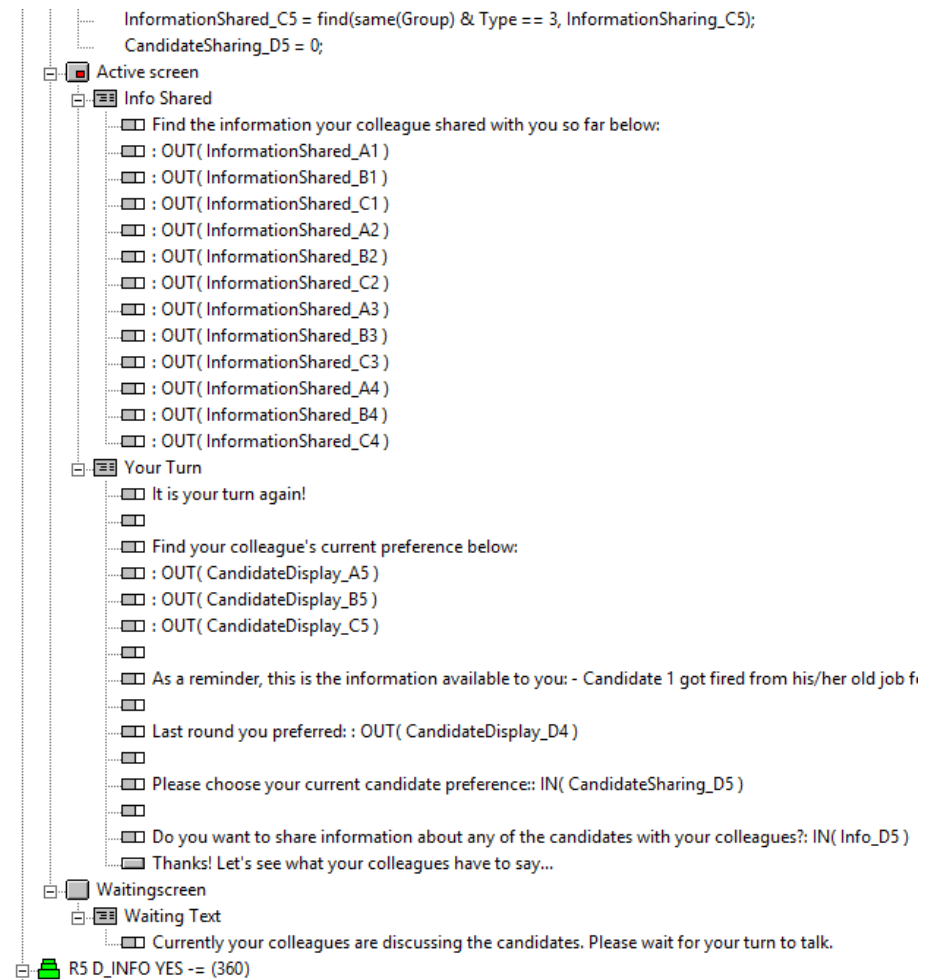 InformationShared_C5 = find(same(Group) & Type == 3, InformationSharing_C5);
CandidateSharing_D5 = 0;
Active screen
Info Shared
Find the information your colleague shared with you so far below:
: OUT( InformationShared_A1 )
: OUT( InformationShared_B1 )
: OUT( InformationShared_C1 )
: OUT( InformationShared_A2 )
: OUT( InformationShared_B2 )
: OUT( InformationShared_C2 )
: OUT( InformationShared_A3 )
: OUT( InformationShared_B3 )
: OUT( InformationShared_C3 )
: OUT( InformationShared_A4 )
: OUT( InformationShared_B4 )
: OUT( InformationShared_C4 )
Your Turn
It is your turn again!
Find your colleague's current preference below:
: OUT( CandidateDisplay_A5 )
: OUT( CandidateDisplay_B5 )
: OUT( CandidateDisplay_C5 )
As a reminder, this is the information available to you: - Candidate 1 got fired from his/her old job
Last round you preferred: : OUT( CandidateDisplay_D4 )
Please choose your current candidate preference:: IN( CandidateSharing_D5 )
Do you want to share information about any of the candidates with your colleagues?: IN( Info_D5 )
Thanks! Let's see what your colleagues have to say...
Waitingscreen
Waiting Text
Currently your colleagues are discussing the candidates. Please wait for your turn to talk.
R5 D_INFO YES -= (360)